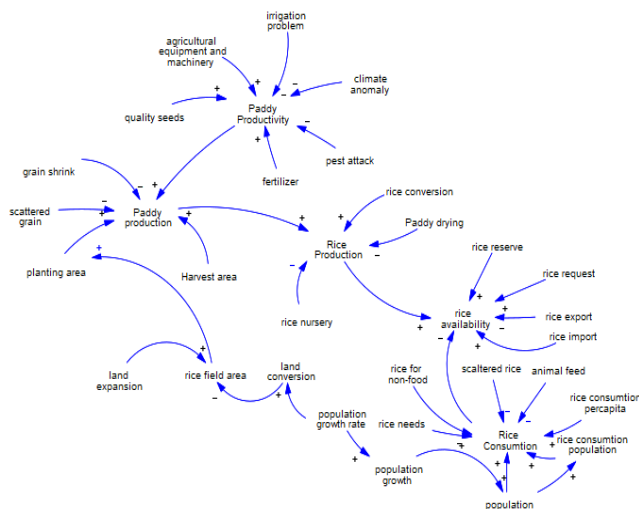 irrigation
problem
agricultural
equipment and
machinery
+
+
-
climate
anomaly
quality seeds
+
-
Paddy
Productivity
-
+
pest attack
fertilizer
grain shrink
-
+
scattered
grain
-
+
Paddy
production
+
planting area
+
Harvest area
rice conversion
+
+
Paddy drying
Rice
Production
-
-
rice nursery
rice reserve
rice request
+
+
rice
availability
-
rice export
+
-
+
rice import
land
expansion
+
rice field area
-
land
conversion
+
rice for
non-food
scattered rice
animal feed
rice consumtion
percapita
population
growth rate
rice needs
-
-
+
+
Rice
Consumtion
+
rice consumtion
population
+
population
growth
+
+
+
+
population